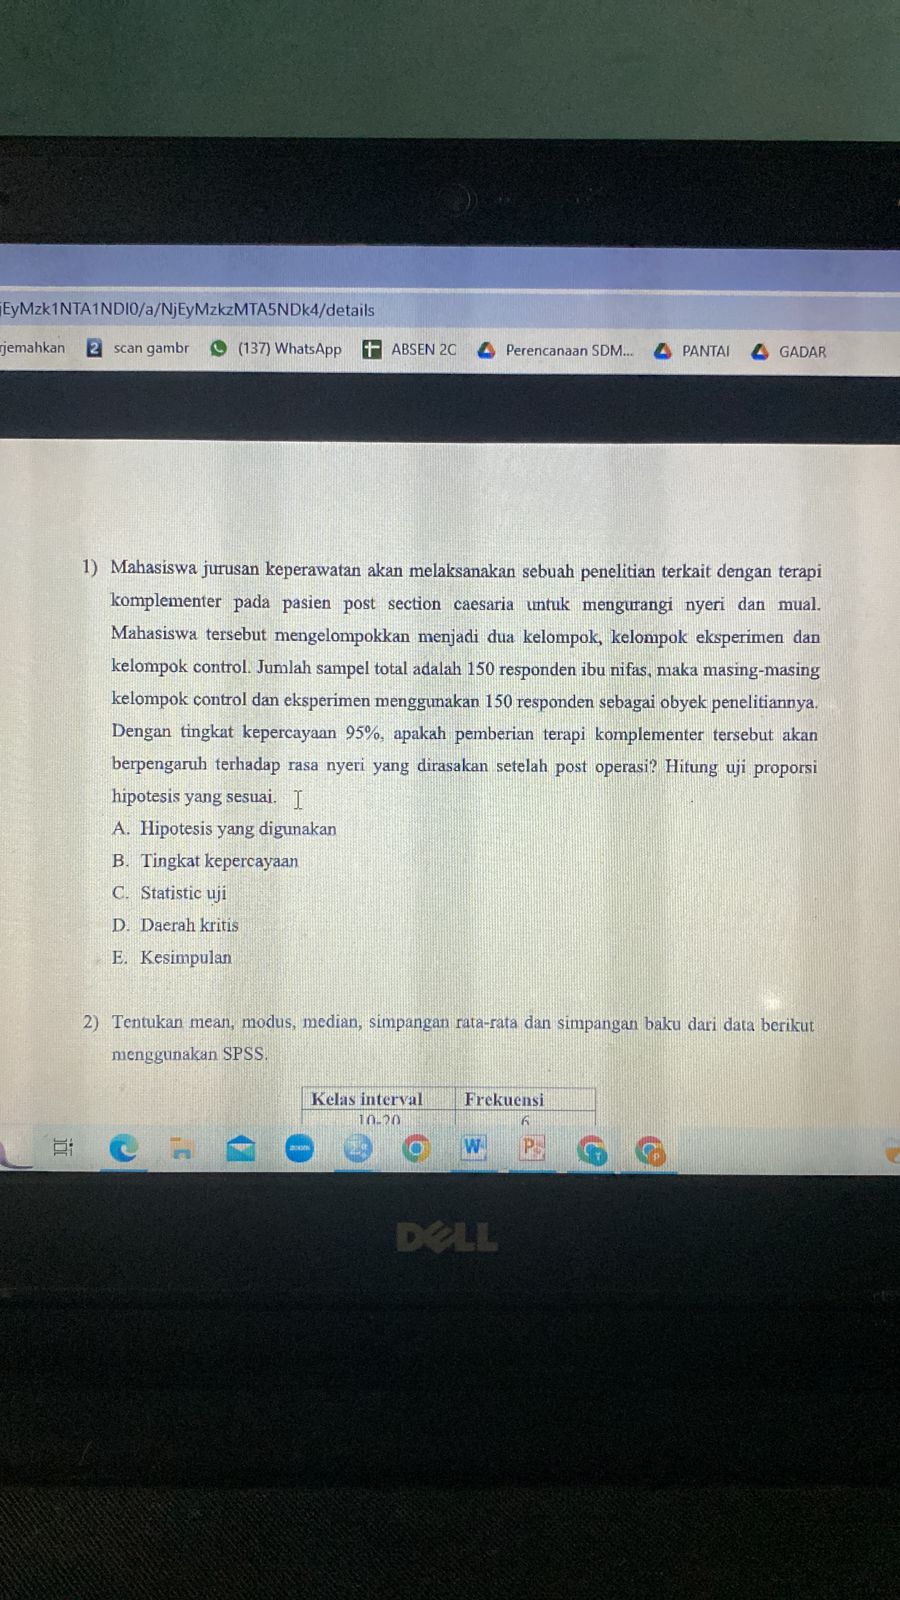 jEyMzk1NTA1NDI0/a/NjEyMzkzMTA5NDk4/details
rjemahkan 2 scan gambr (137) WhatsApp ABSEN 2C Perencanaan SDM... PANTAI GADAR
1) Mahasiswa jurusan keperawatan akan melaksanakan sebuah penelitian terkait dengan terapi
komplementer pada pasien post section caesaria untuk mengurangi nyeri dan mual.
Mahasiswa tersebut mengelompokkan menjadi dua kelompok, kelompok eksperimen dan
kelompok control. Jumlah sampel total adalah 150 responden ibu nifas, maka masing-masing
kelompok control dan eksperimen menggunakan 150 responden sebagai obyek penelitiannya.
Dengan tingkat kepercayaan 95%, apakah pemberian terapi komplementer tersebut akan
berpengaruh terhadap rasa nyeri yang dirasakan setelah post operasi? Hitung uji proporsi
hipotesis yang sesuai.
A. Hipotesis yang digunakan
B. Tingkat kepercayaan
C. Statistic uji
D. Daerah kritis
E. Kesimpulan
2) Tentukan mean, modus, median, simpangan rata-rata dan simpangan baku dari data berikut
menggunakan SPSS.
Kelas interval Frekuensi
10-20 6
zoom W P
DELL